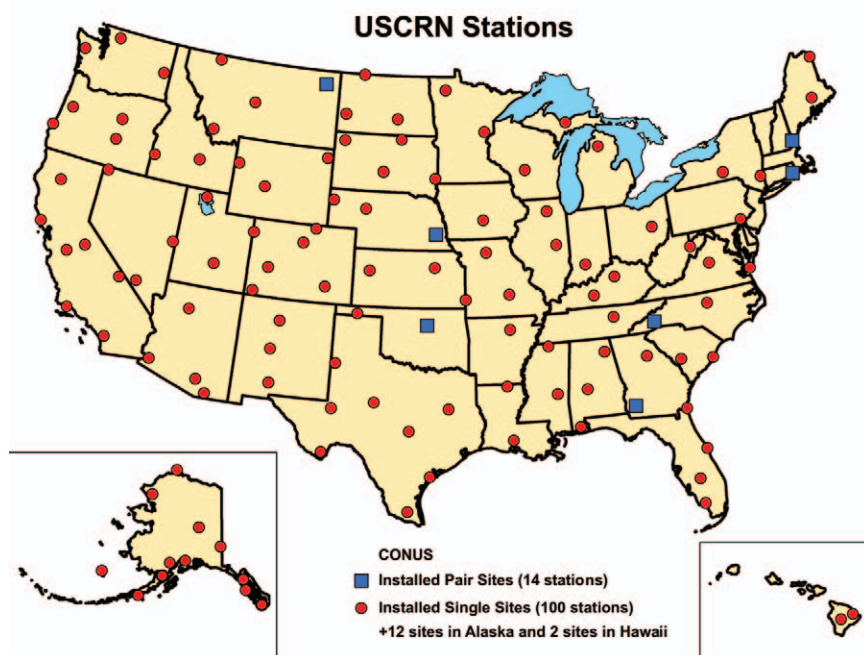 USCRN Stations
CONUS
Installed Pair Sites (14 stations)
Installed Single Sites (100 stations)
+12 sites in Alaska and 2 sites in Hawaii